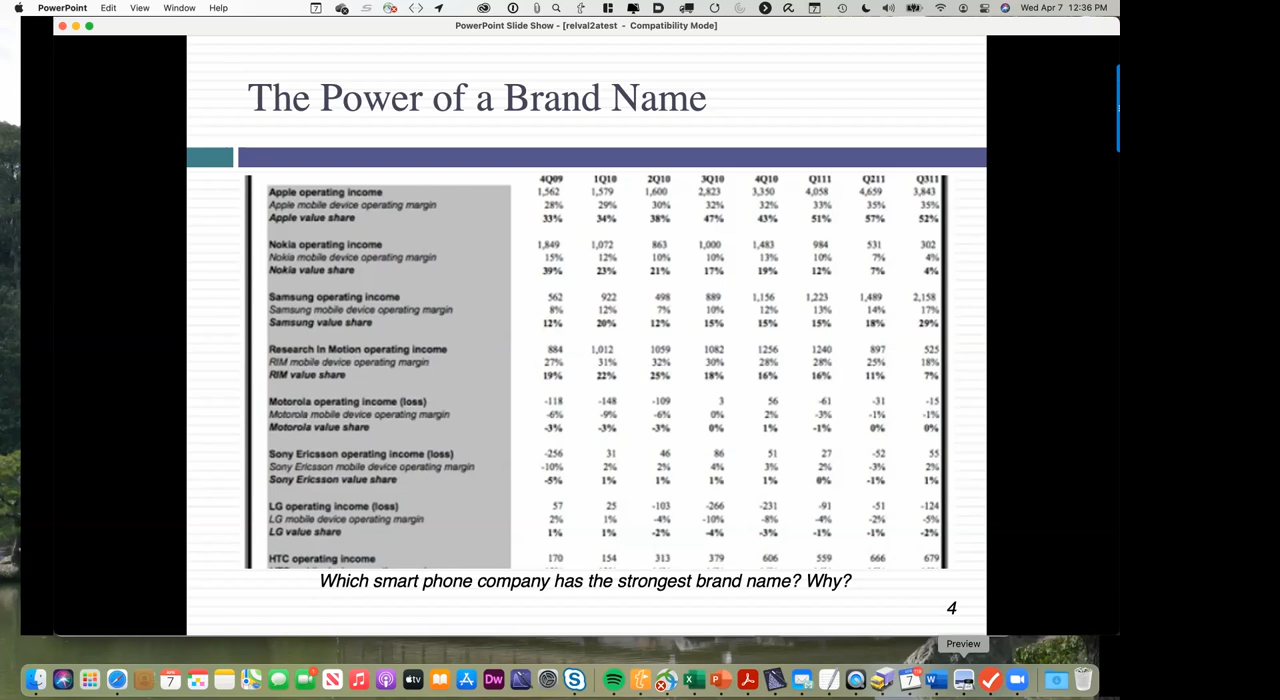 PowerPoint File Edit View Window Help Wed Apr 7 12:36 PM
PowerPoint Slide Show - [relval2atest - Compatibility Mode]
The Power of a Brand Name
4Q09 1Q10 2Q10 3Q10 4Q10 Q111 Q211 Q311
Apple operating income 1,562 1,579 1,600 2,823 3,350 4,058 4,659 3,843
Apple mobile device operating margin 28% 29% 30% 32% 32% 33% 35% 35%
Apple value share 33% 34% 38% 47% 43% 51% 57% 52%
Nokia operating income 1,849 1,072 863 1,000 1,483 984 531 302
Nokia mobile device operating margin 15% 12% 10% 10% 13% 10% 7% 4%
Nokia value share 39% 23% 21% 17% 19% 12% 7% 4%
Samsung operating income 562 922 498 889 1,156 1,223 1,489 2,158
Samsung mobile device operating margin 8% 12% 7% 10% 12% 13% 14% 17%
Samsung value share 12% 20% 12% 15% 15% 15% 18% 29%
Research In Motion operating income 884 1,012 1059 1082 1256 1240 897 525
RIM mobile device operating margin 27% 31% 32% 30% 28% 28% 25% 18%
RIM value share 19% 22% 25% 18% 16% 16% 11% 7%
Motorola operating income (loss) -118 -148 -109 3 56 -61 -31 -15
Motorola mobile device operating margin -6% -9% -6% 0% 2% -3% -1% -1%
Motorola value share -3% -3% -3% 0% 1% -1% 0% 0%
Sony Ericsson operating income (loss) -256 31 46 86 51 27 -52 55
Sony Ericsson mobile device operating margin -10% 2% 2% 4% 3% 2% -3% 2%
Sony Ericsson value share -5% 1% 1% 1% 1% 0% -1% 1%
LG operating income (loss) 57 25 -103 -266 -231 -91 -51 -124
LG mobile device operating margin 2% 1% -4% -10% -8% -4% -2% -5%
LG value share 1% 1% -2% -4% -3% -1% -1% -2%
HTC operating income 170 154 313 379 606 559 666 679
Which smart phone company has the strongest brand name? Why?
4
Preview